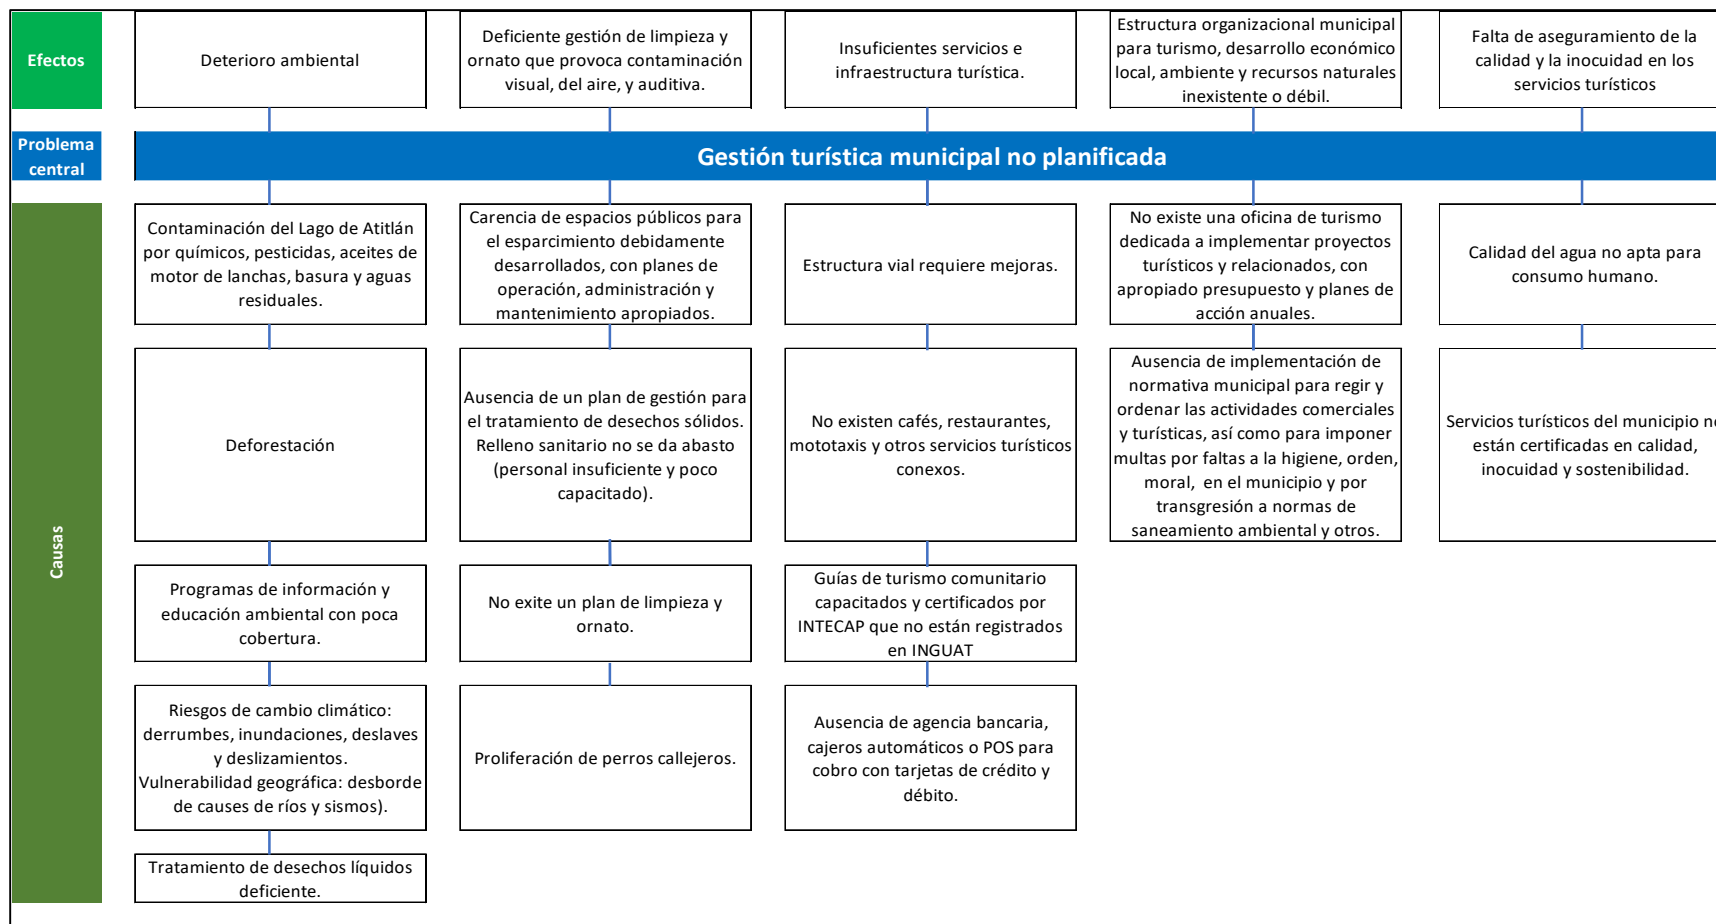 Efectos
Deterioro ambiental
Deficiente gestión de limpieza y
ornato que provoca contaminación
visual, del aire, y auditiva.
Insuficientes servicios e
infraestructura turística.
Estructura organizacional municipal
para turismo, desarrollo económico
local, ambiente y recursos naturales
inexistente o débil.
Falta de aseguramiento de la
calidad y la inocuidad en los
servicios turísticos
Problema
central
Gestión turística municipal no planificada
Causas
Contaminación del Lago de Atitlán
por químicos, pesticidas, aceites de
motor de lanchas, basura y aguas
residuales.
Carencia de espacios públicos para
el esparcimiento debidamente
desarrollados, con planes de
operación, administración y
mantenimiento apropiados.
Estructura vial requiere mejoras.
No existe una oficina de turismo
dedicada a implementar proyectos
turísticos y relacionados, con
apropiado presupuesto y planes de
acción anuales.
Calidad del agua no apta para
consumo humano.
Deforestación
Ausencia de un plan de gestión para
el tratamiento de desechos sólidos.
Relleno sanitario no se da abasto
(personal insuficiente y poco
capacitado).
No existen cafés, restaurantes,
mototaxis y otros servicios turísticos
conexos.
Ausencia de implementación de
normativa municipal para regir y
ordenar las actividades comerciales
y turísticas, así como para imponer
multas por faltas a la higiene, orden,
moral, en el municipio y por
transgresión a normas de
saneamiento ambiental y otros.
Servicios turísticos del municipio no
están certificadas en calidad,
inocuidad y sostenibilidad.
Programas de información y
educación ambiental con poca
cobertura.
No exite un plan de limpieza y
ornato.
Guías de turismo comunitario
capacitados y certificados por
INTECAP que no están registrados
en INGUAT
Riesgos de cambio climático:
derrumbes, inundaciones, deslaves
y deslizamientos.
Vulnerabilidad geográfica: desborde
de causes de ríos y sismos).
Proliferación de perros callejeros.
Ausencia de agencia bancaria,
cajeros automáticos o POS para
cobro con tarjetas de crédito y
débito.
Tratamiento de desechos líquidos
deficiente.